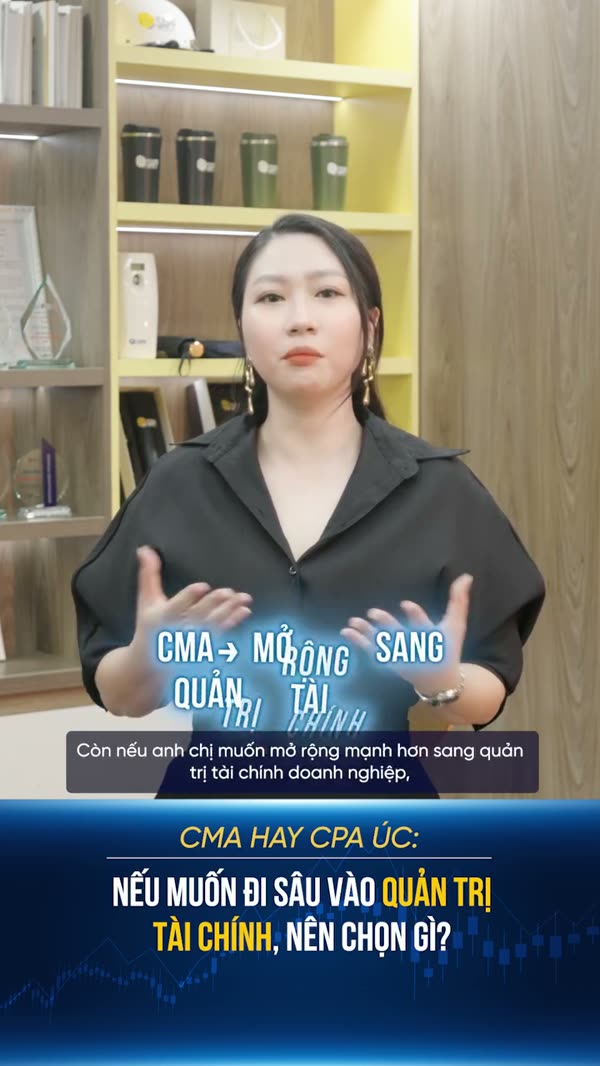 CMA → MỞ RỘNG SANG
QUẢN TRỊ TÀI CHÍNH
Còn nếu anh chị muốn mở rộng mạnh hơn sang quản
trị tài chính doanh nghiệp,
CMA HAY CPA ÚC:
NẾU MUỐN ĐI SÂU VÀO QUẢN TRỊ
TÀI CHÍNH, NÊN CHỌN GÌ?